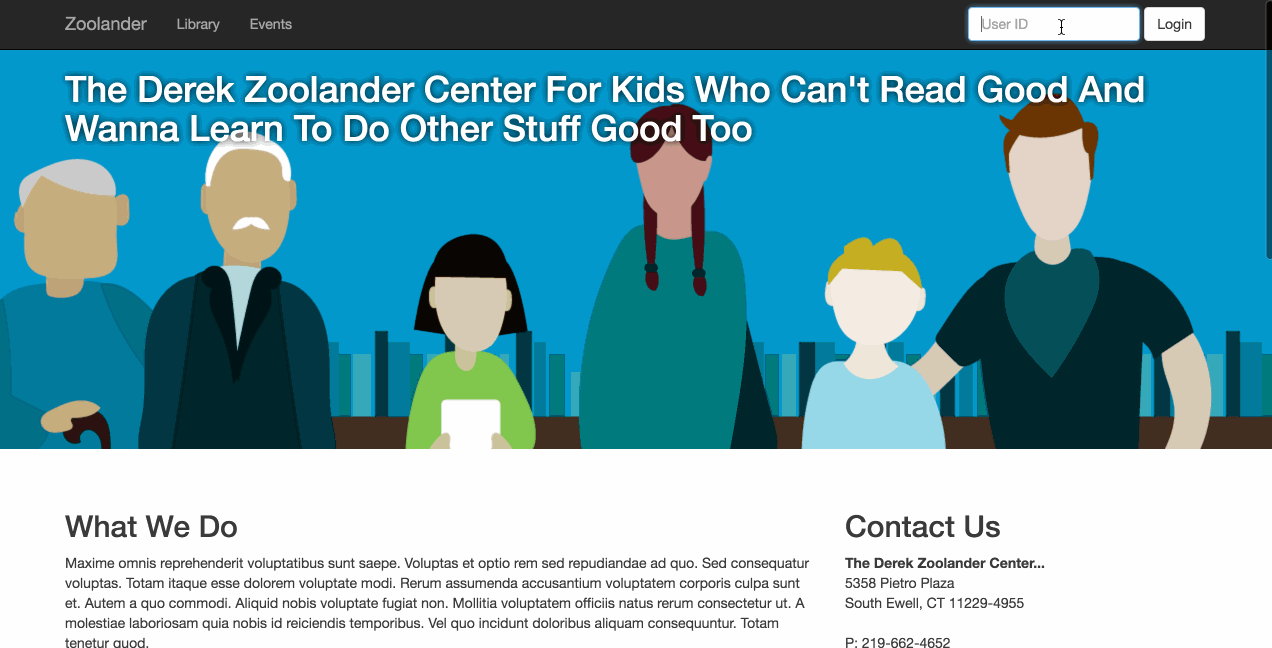 Zoolander Library Events User ID Login
The Derek Zoolander Center For Kids Who Can't Read Good And
Wanna Learn To Do Other Stuff Good Too
What We Do
Maxime omnis reprehenderit voluptatibus sunt saepe. Voluptas et optio rem sed repudiandae ad quo. Sed consequatur
voluptas. Totam itaque esse dolorem voluptate modi. Rerum assumenda accusantium voluptatem corporis culpa sunt
et. Autem a quo commodi. Aliquid nobis voluptate fugiat non. Mollitia voluptatem officiis natus rerum consectetur ut. A
molestiae laboriosam quia nobis id reiciendis temporibus. Vel quo incidunt doloribus aliquam consequuntur. Totam
tenetur quod.
Contact Us
The Derek Zoolander Center...
5358 Pietro Plaza
South Ewell, CT 11229-4955
P: 219-662-4652